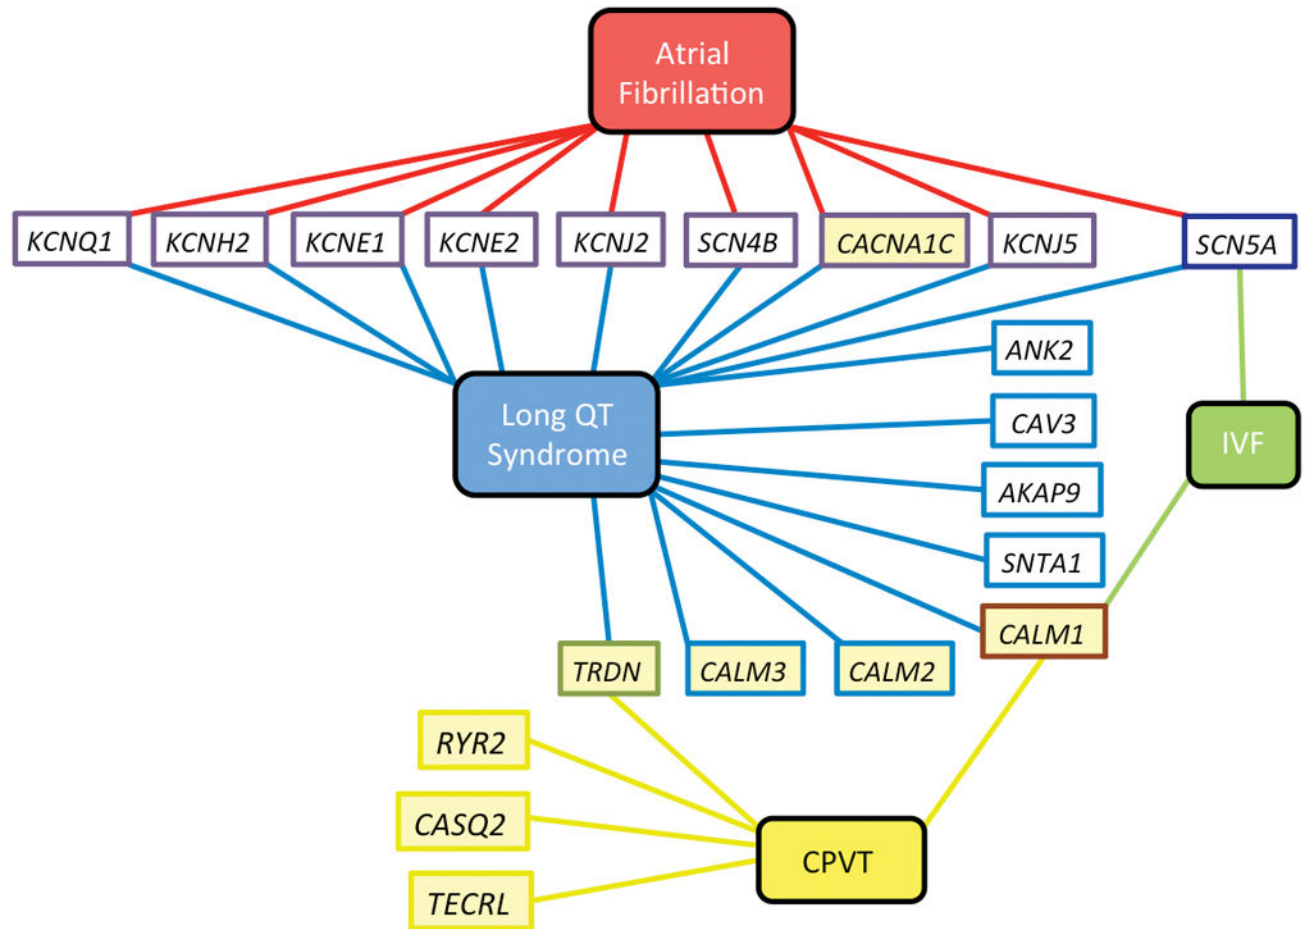 Atrial
Fibrillation
KCNQ1
KCNH2
KCNE1
KCNE2
KCNJ2
SCN4B
CACNA1C
KCNJ5
SCN5A
ANK2
Long QT
Syndrome
CAV3
IVF
AKAP9
SNTA1
CALM1
TRDN
CALM3
CALM2
RYR2
CASQ2
CPVT
TECRL